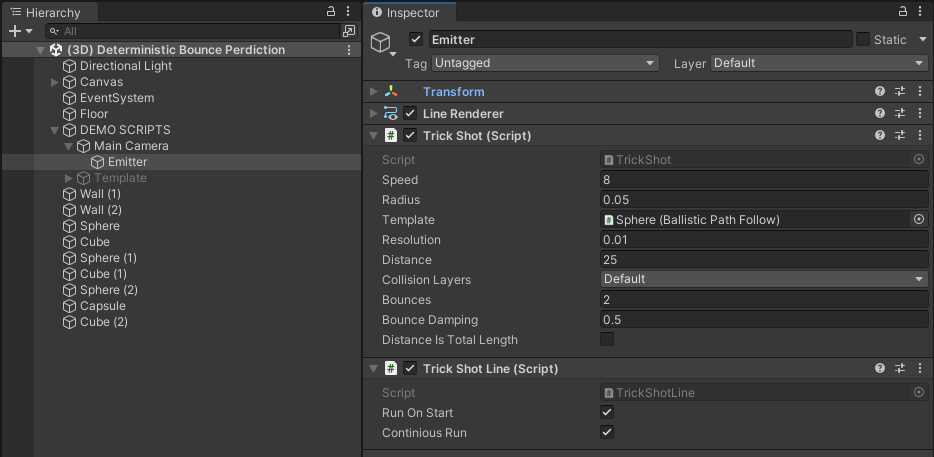 Hierarchy
All
(3D) Deterministic Bounce Perdiction
Directional Light
Canvas
EventSystem
Floor
DEMO SCRIPTS
Main Camera
Emitter
Template
Wall (1)
Wall (2)
Sphere
Cube
Sphere (1)
Cube (1)
Sphere (2)
Capsule
Cube (2)
Inspector
Emitter Static
Tag Untagged Layer Default
Transform
Line Renderer
Trick Shot (Script)
Script TrickShot
Speed 8
Radius 0.05
Template Sphere (Ballistic Path Follow)
Resolution 0.01
Distance 25
Collision Layers Default
Bounces 2
Bounce Damping 0.5
Distance Is Total Length
Trick Shot Line (Script)
Script TrickShotLine
Run On Start
Continious Run